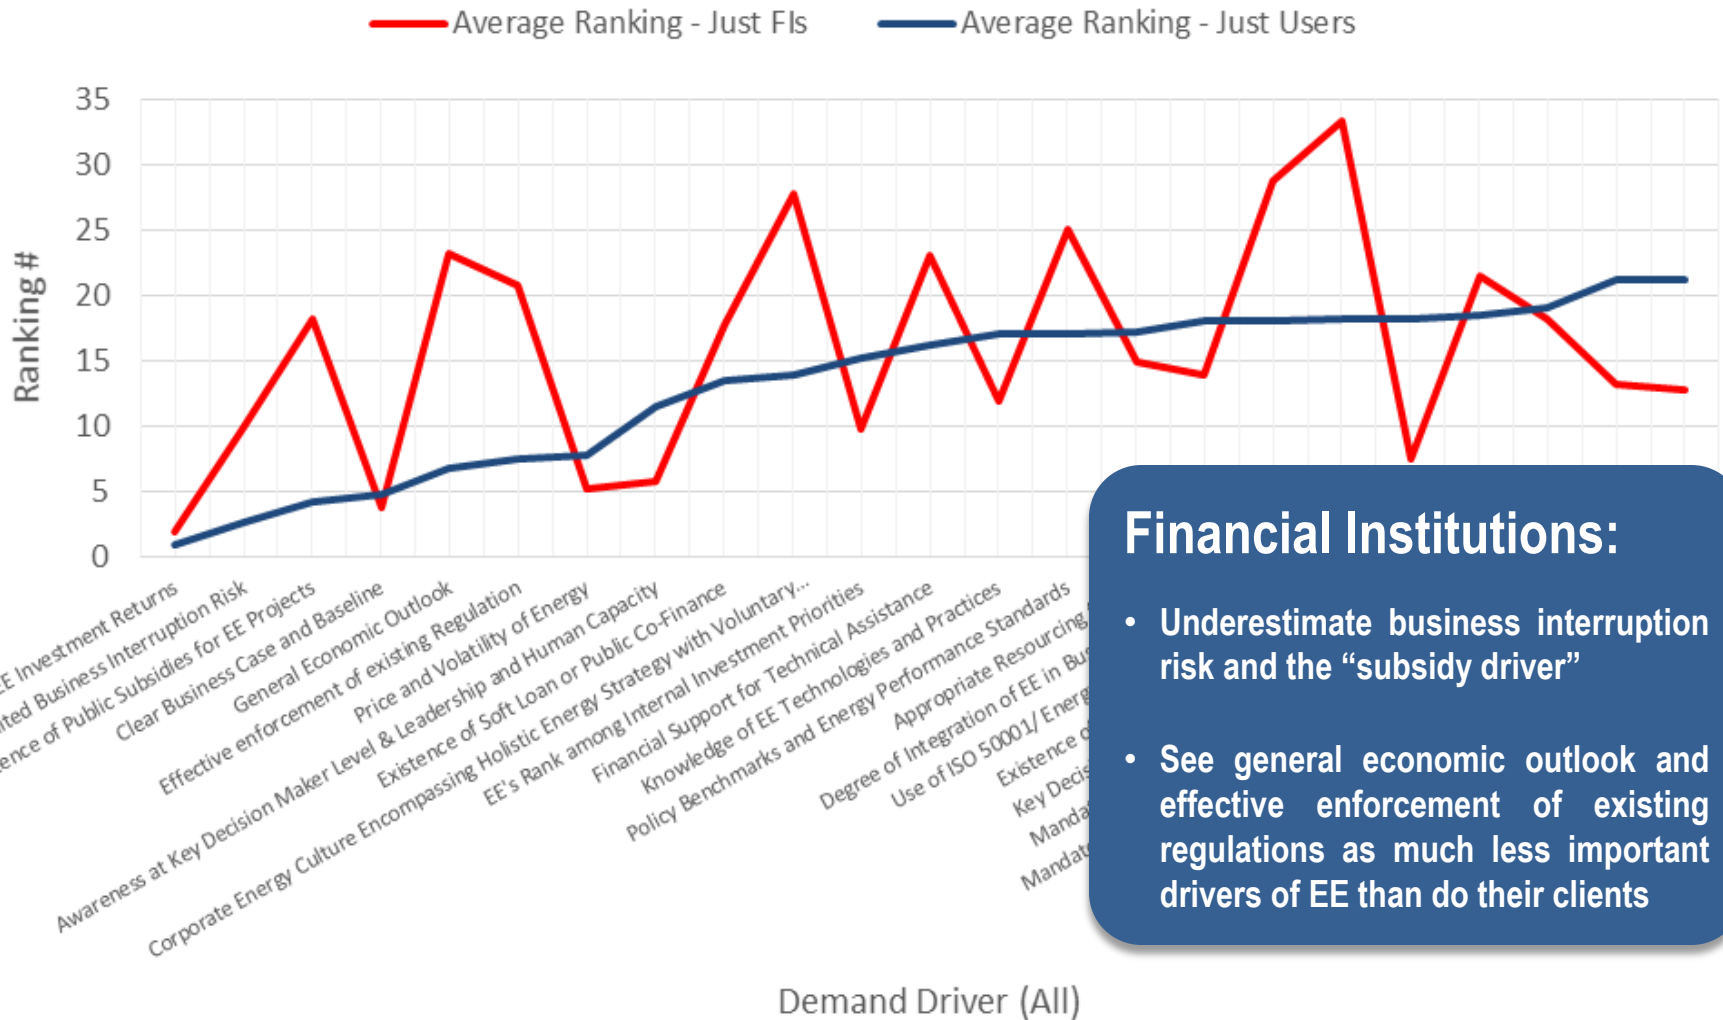 Average Ranking - Just FIs
Average Ranking - Just Users
35
30
25
20
15
10
5
0
Ranking #
EE Investment Returns
Business Interruption Risk
of Public Subsidies for EE Projects
Clear Business Case and Baseline
General Economic Outlook
Effective enforcement of existing Regulation
Price and Volatility of Energy
Awareness at Key Decision Maker Level & Leadership and Human Capacity
Existence of Soft Loan or Public Co-Finance
Corporate Energy Culture Encompassing Holistic Energy Strategy with Voluntary...
EE's Rank among Internal Investment Priorities
Financial Support for Technical Assistance
Knowledge of EE Technologies and Practices
Policy Benchmarks and Energy Performance Standards
Appropriate Resourcing
Degree of Integration of EE in
Use of ISO 50001/
Existence
Key
Financial Institutions:
• Underestimate business interruption
risk and the “subsidy driver”
• See general economic outlook and
effective enforcement of existing
regulations as much less important
drivers of EE than do their clients
Demand Driver (All)